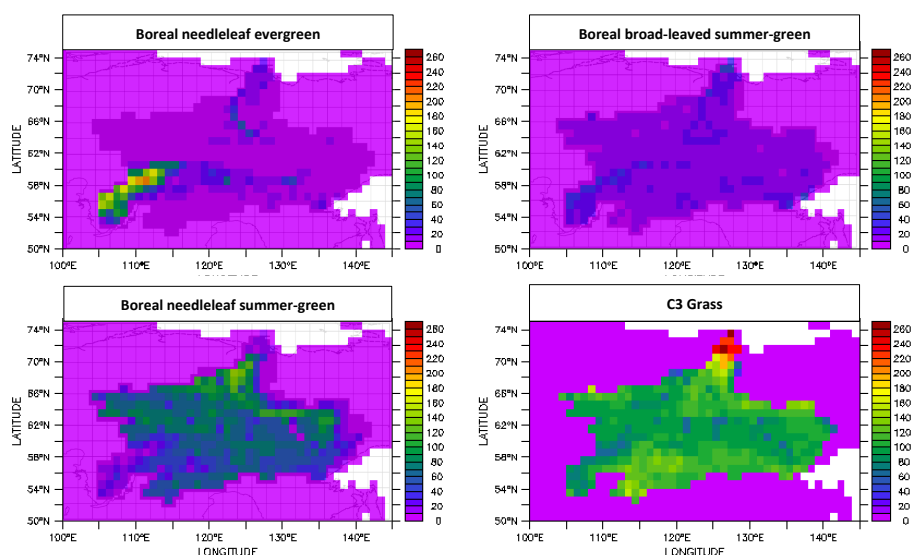 Boreal needleleaf evergreen
Boreal broad-leaved summer-green
74°N
70°N
66°N
62°N
58°N
54°N
50°N
LATITUDE
100°E 110°E 120°E 130°E 140°E
260
240
220
200
180
160
140
120
100
80
60
40
20
0
74°N
70°N
66°N
62°N
58°N
54°N
50°N
LATITUDE
100°E 110°E 120°E 130°E 140°E
260
240
220
200
180
160
140
120
100
80
60
40
20
0
Boreal needleleaf summer-green
C3 Grass
74°N
70°N
66°N
62°N
58°N
54°N
50°N
LATITUDE
100°E 110°E 120°E 130°E 140°E
LONGITUDE
260
240
220
200
180
160
140
120
100
80
60
40
20
0
74°N
70°N
66°N
62°N
58°N
54°N
50°N
LATITUDE
100°E 110°E 120°E 130°E 140°E
LONGITUDE
260
240
220
200
180
160
140
120
100
80
60
40
20
0